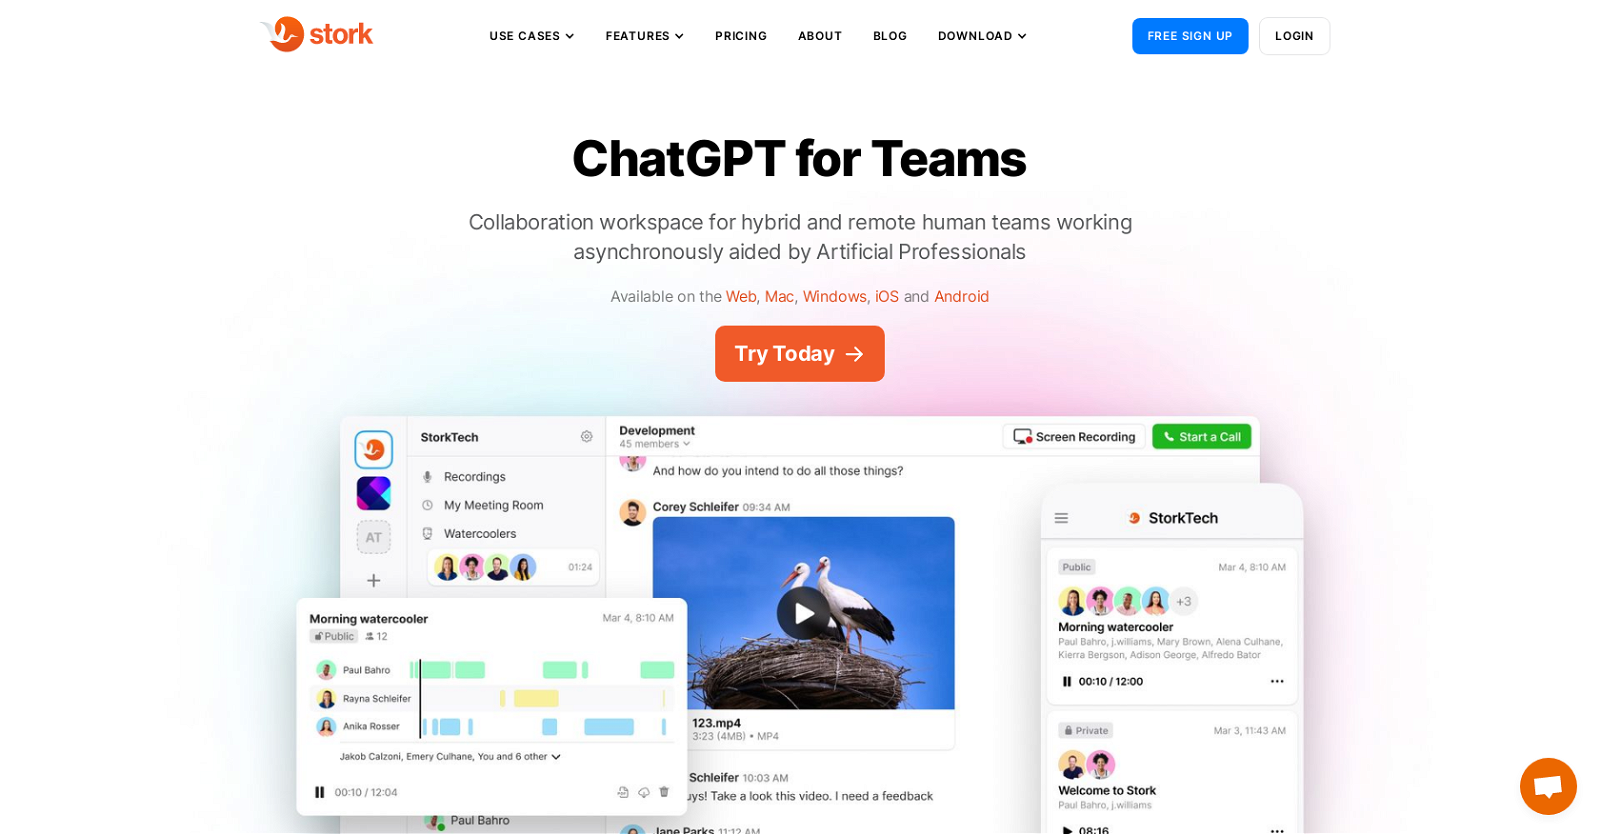 stork
USE CASES
FEATURES
PRICING
ABOUT
BLOG
DOWNLOAD
FREE SIGN UP
LOGIN
ChatGPT for Teams
Collaboration workspace for hybrid and remote human teams working
asynchronously aided by Artificial Professionals
Available on the Web, Mac, Windows, iOS and Android
Try Today
StorkTech
Recordings
My Meeting Room
Watercoolers
01:24
AT
Development
45 members
Screen Recording
Start a Call
And how do you intend to do all those things?
Corey Schleifer 09:34 AM
123.mp4
3:23 (4MB) • MP4
Schleifer 10:03 AM
uys! Take a look this video. I need a feedback
Jane Parks 11:12 AM
Morning watercooler
Mar 4, 8:10 AM
Public
12
Paul Bahro
Rayna Schleifer
Anika Rosser
Jakob Calzoni, Emery Culhane, You and 6 other
00:10 / 12:04
Paul Bahro
StorkTech
Public
Mar 4, 8:10 AM
+3
Morning watercooler
Paul Bahro, j.williams, Mary Brown, Alena Culhane,
Kierra Bergson, Adison George, Alfredo Bator
00:10 / 12:00
Private
Mar 3, 11:43 AM
Welcome to Stork
Paul Bahro, j.williams
08:16